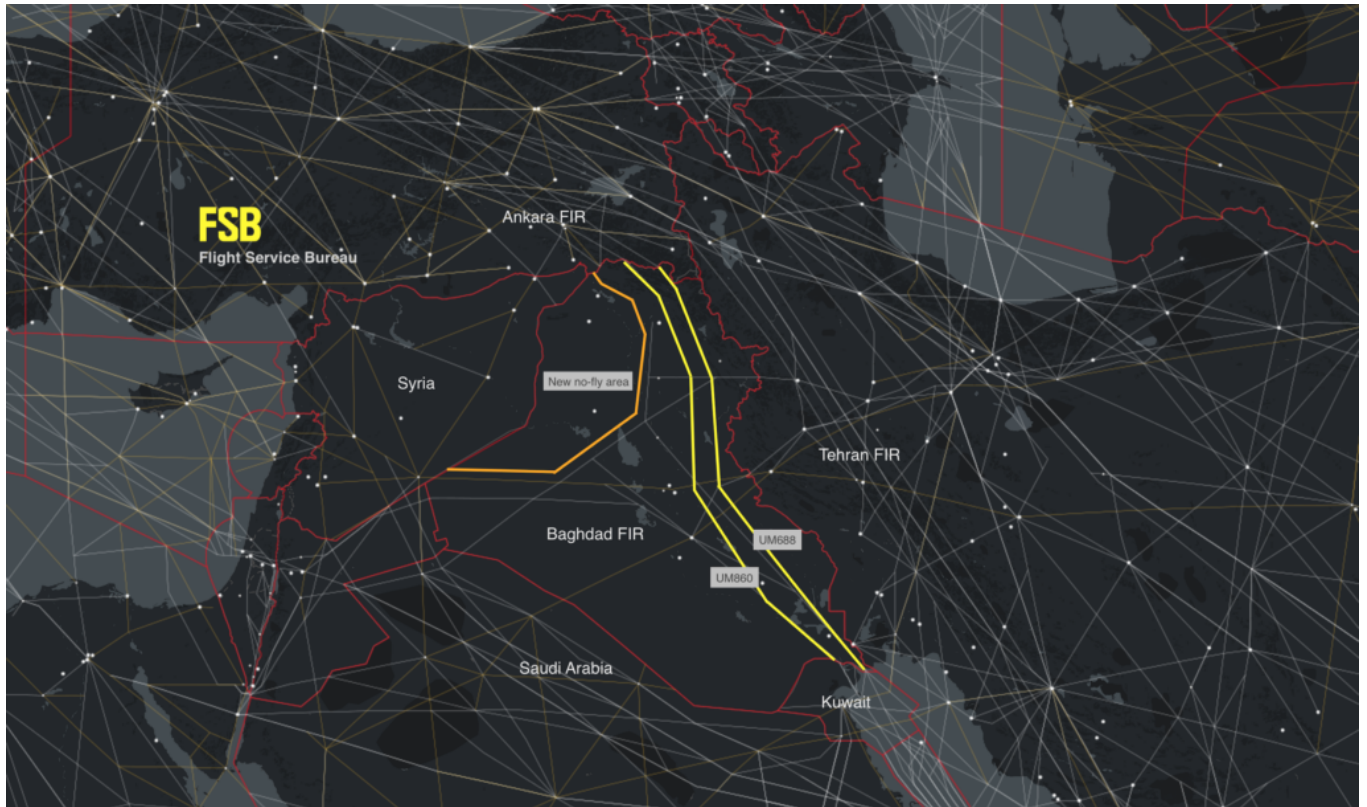 FSB
Flight Service Bureau
Ankara FIR
Syria
New no-fly area
Tehran FIR
Baghdad FIR
UM688
UM860
Saudi Arabia
Kuwait